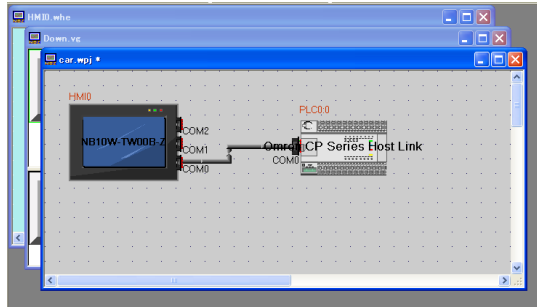 HMI0.whe
Down.vg
car.wpj *
HMI0
PLC0:0
NB10W-TW00B-Z
COM2
COM1
COM0
Omron CP Series Host Link
COM0